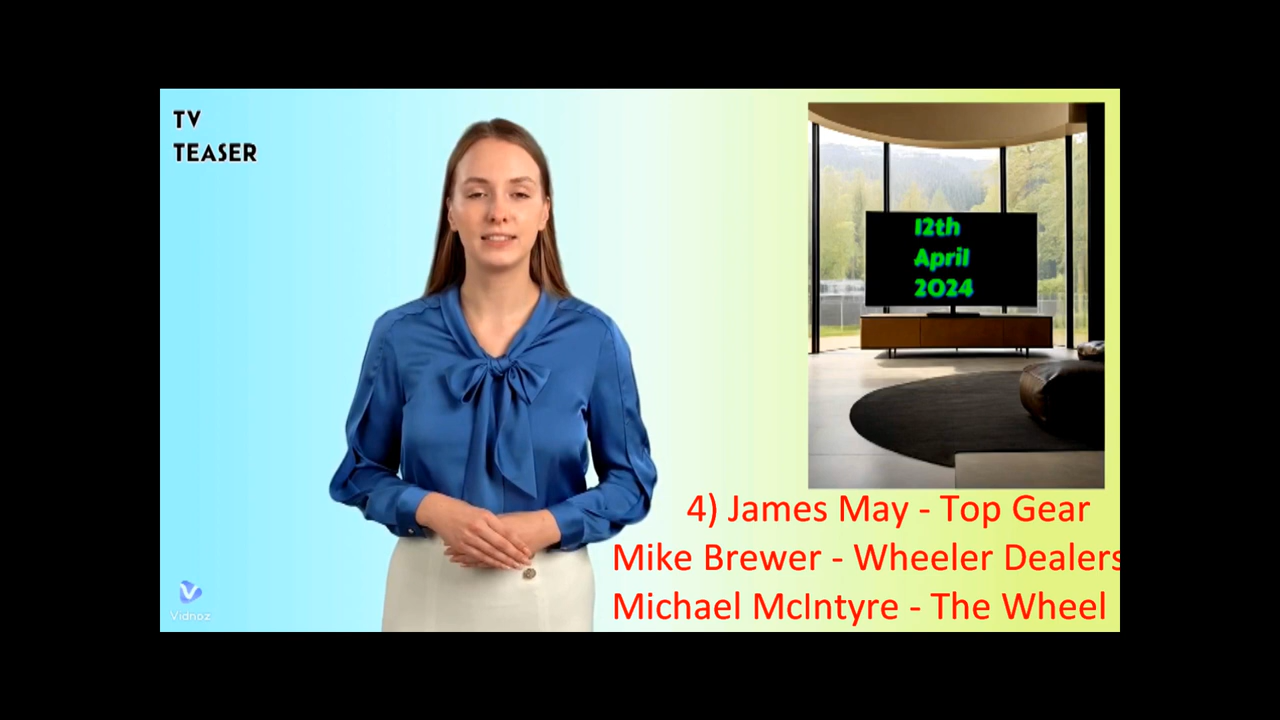 TV
TEASER
12th
April
2024
4) James May - Top Gear
Mike Brewer - Wheeler Dealers
Michael McIntyre - The Wheel
Vidnoz